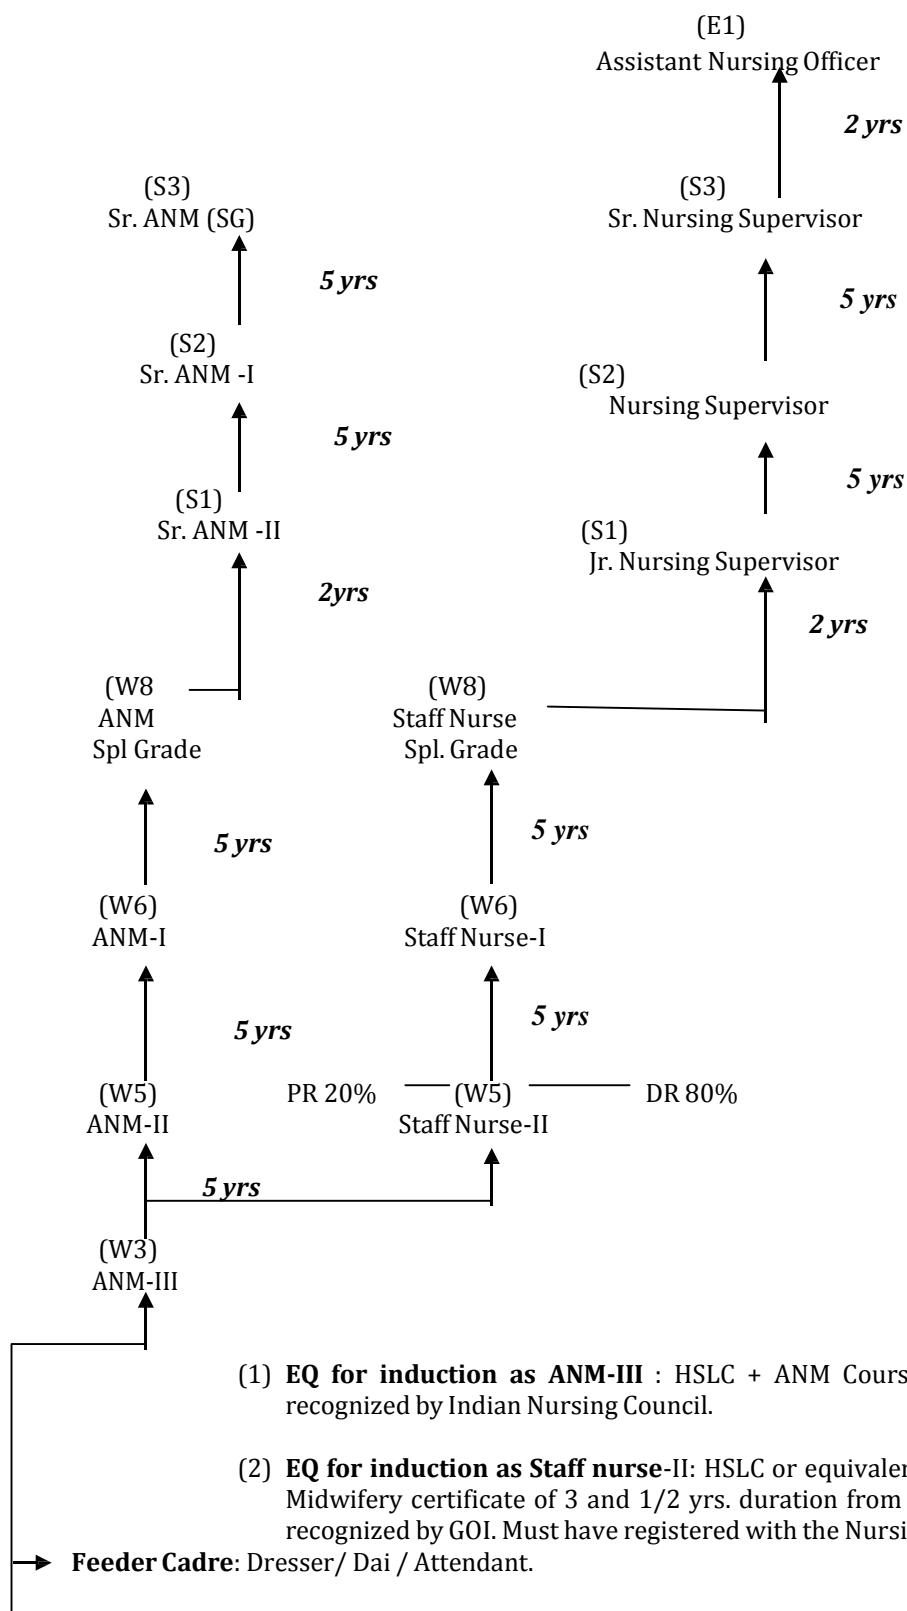 (E1)
Assistant Nursing Officer
2 yrs
(S3)
Sr. ANM (SG)
(S3)
Sr. Nursing Supervisor
5 yrs
5 yrs
(S2)
Sr. ANM -I
(S2)
Nursing Supervisor
5 yrs
5 yrs
(S1)
Sr. ANM -II
(S1)
Jr. Nursing Supervisor
2yrs
2 yrs
(W8
ANM
Spl Grade
(W8)
Staff Nurse
Spl. Grade
5 yrs
5 yrs
(W6)
ANM-I
(W6)
Staff Nurse-I
5 yrs
5 yrs
(W5)
ANM-II
PR 20%
(W5)
Staff Nurse-II
DR 80%
5 yrs
(W3)
ANM-III
(1) EQ for induction as ANM-III : HSLC + ANM Cours
recognized by Indian Nursing Council.
(2) EQ for induction as Staff nurse-II: HSLC or equivaler
Midwifery certificate of 3 and 1/2 yrs. duration from
recognized by GOI. Must have registered with the Nursi
Feeder Cadre: Dresser/ Dai / Attendant.